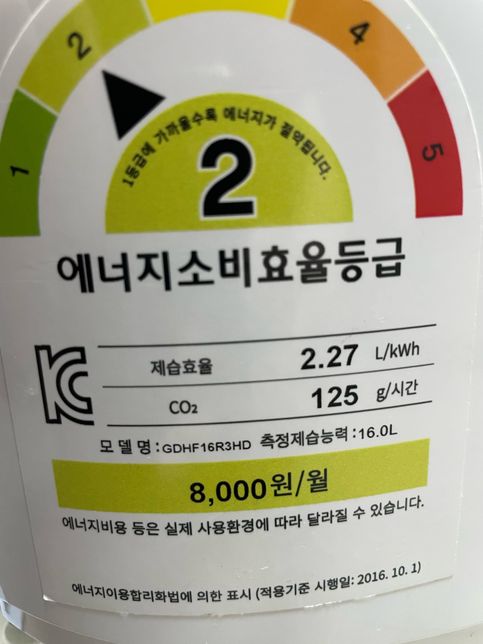 1 2 4 5
1등급에 가까울수록 에너지가 절약됩니다.
2
에너지소비효율등급
제습효율 2.27 L/kWh
CO₂ 125 g/시간
모 델 명 : GDHF16R3HD 측정제습능력 : 16.0L
8,000원/월
에너지비용 등은 실제 사용환경에 따라 달라질 수 있습니다.
에너지이용합리화법에 의한 표시 (적용기준 시행일: 2016. 10. 1)